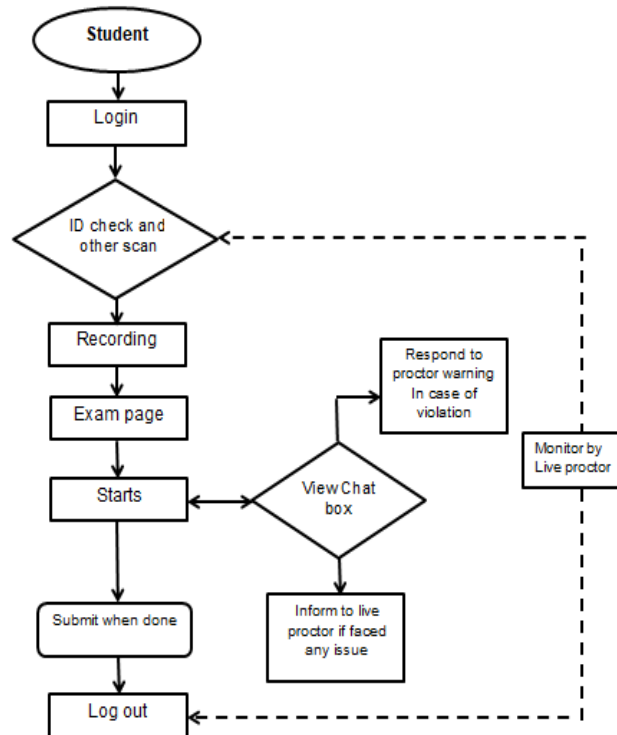 Student
Login
ID check and
other scan
Recording
Respond to
proctor warning
In case of
violation
Exam page
Monitor by
Live proctor
Starts
View Chat
box
Submit when done
Inform to live
proctor if faced
any issue
Log out